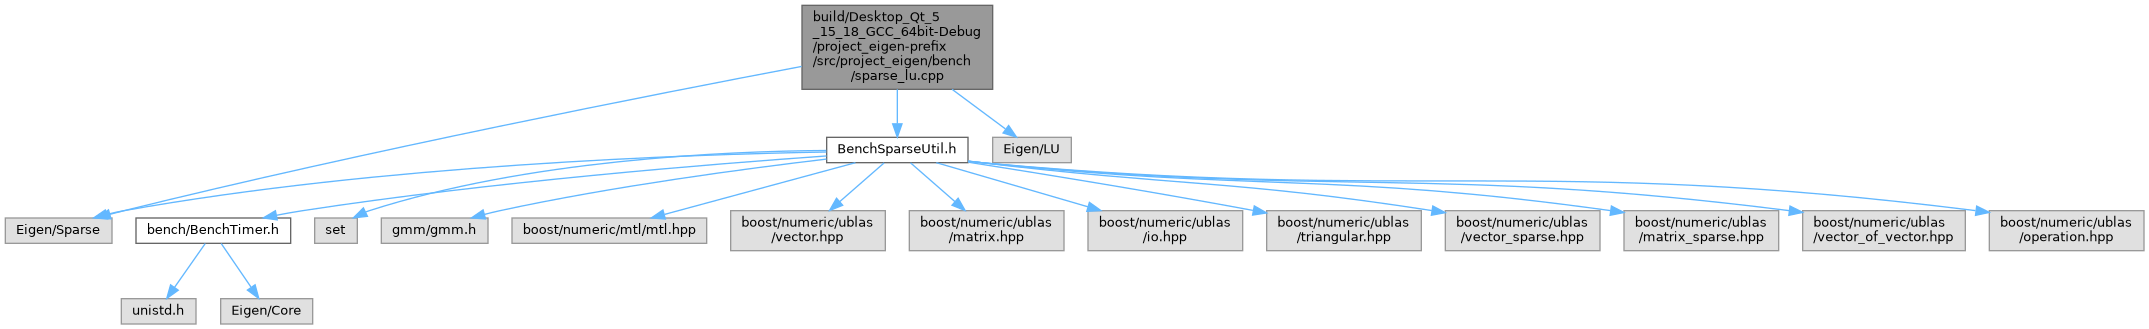 build/Desktop_Qt_5
_15_18_GCC_64bit-Debug
/project_eigen-prefix
/src/project_eigen/bench
/sparse_lu.cpp
BenchSparseUtil.h
Eigen/LU
Eigen/Sparse
bench/BenchTimer.h
set
gmm/gmm.h
boost/numeric/mtl/mtl.hpp
boost/numeric/ublas
/vector.hpp
boost/numeric/ublas
/matrix.hpp
boost/numeric/ublas
/io.hpp
boost/numeric/ublas
/triangular.hpp
boost/numeric/ublas
/vector_sparse.hpp
boost/numeric/ublas
/matrix_sparse.hpp
boost/numeric/ublas
/vector_of_vector.hpp
boost/numeric/ublas
/operation.hpp
unistd.h
Eigen/Core